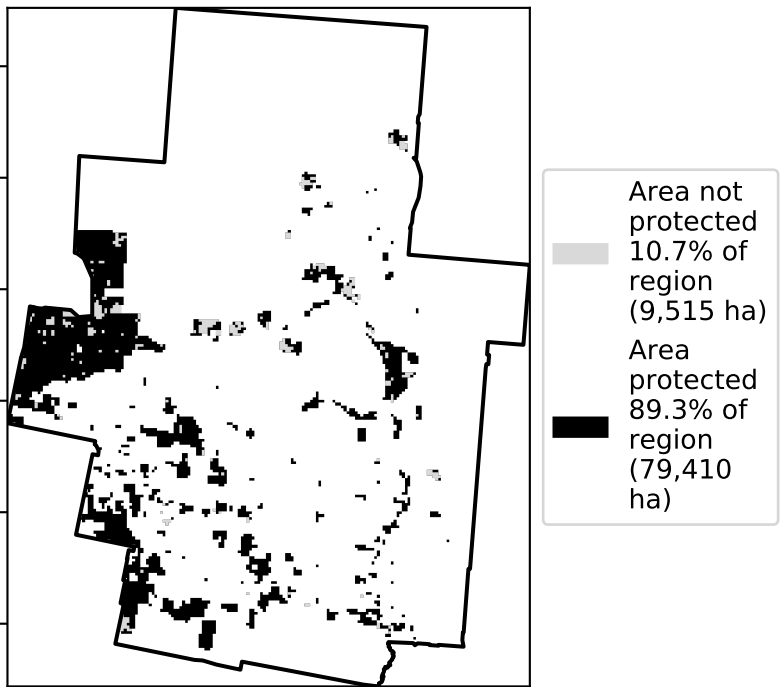 Area not
protected
10.7% of
region
(9,515 ha)
Area
protected
89.3% of
region
(79,410
ha)